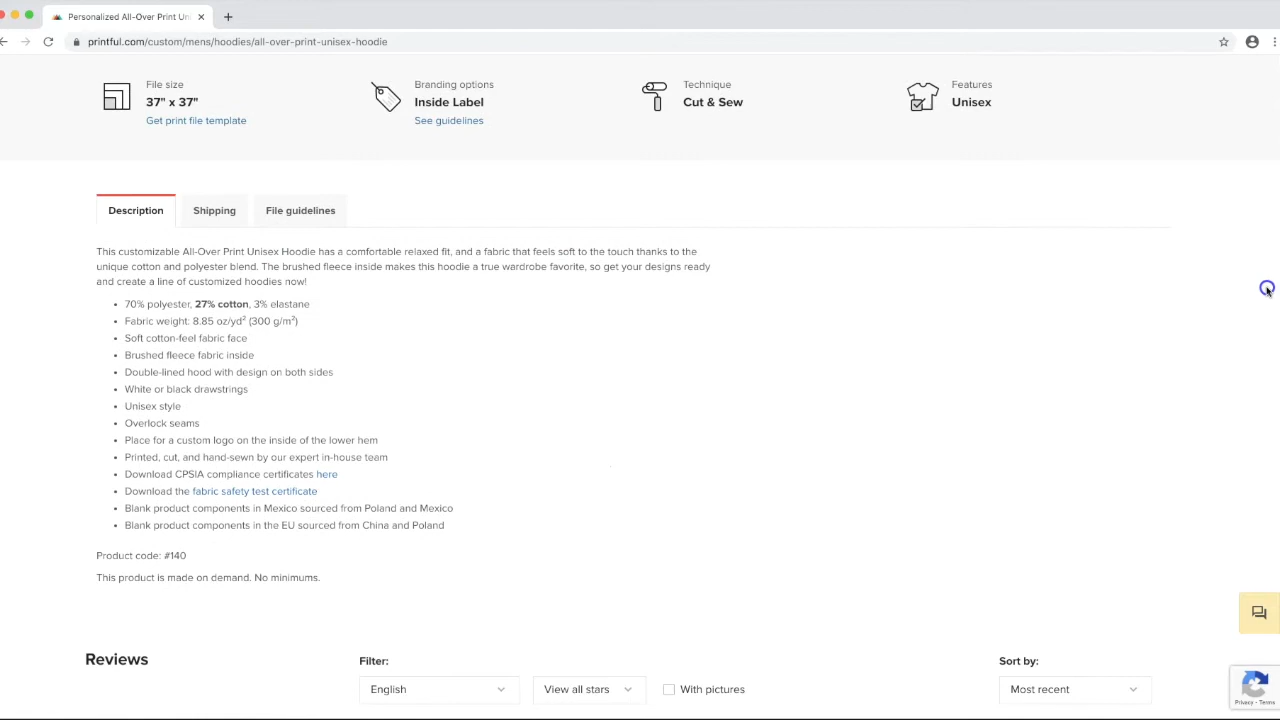 Personalized All-Over Print Un
printful.com/custom/mens/hoodies/all-over-print-unisex-hoodie
File size
37" x 37"
Get print file template
Branding options
Inside Label
See guidelines
Technique
Cut & Sew
Features
Unisex
Description
Shipping
File guidelines
This customizable All-Over Print Unisex Hoodie has a comfortable relaxed fit, and a fabric that feels soft to the touch thanks to the
unique cotton and polyester blend. The brushed fleece inside makes this hoodie a true wardrobe favorite, so get your designs ready
and create a line of customized hoodies now!
• 70% polyester, 27% cotton, 3% elastane
• Fabric weight: 8.85 oz/yd² (300 g/m²)
• Soft cotton-feel fabric face
• Brushed fleece fabric inside
• Double-lined hood with design on both sides
• White or black drawstrings
• Unisex style
• Overlock seams
• Place for a custom logo on the inside of the lower hem
• Printed, cut, and hand-sewn by our expert in-house team
• Download CPSIA compliance certificates here
• Download the fabric safety test certificate
• Blank product components in Mexico sourced from Poland and Mexico
• Blank product components in the EU sourced from China and Poland
Product code: #140
This product is made on demand. No minimums.
Reviews
Filter:
English
View all stars
With pictures
Sort by:
Most recent
Privacy - Terms